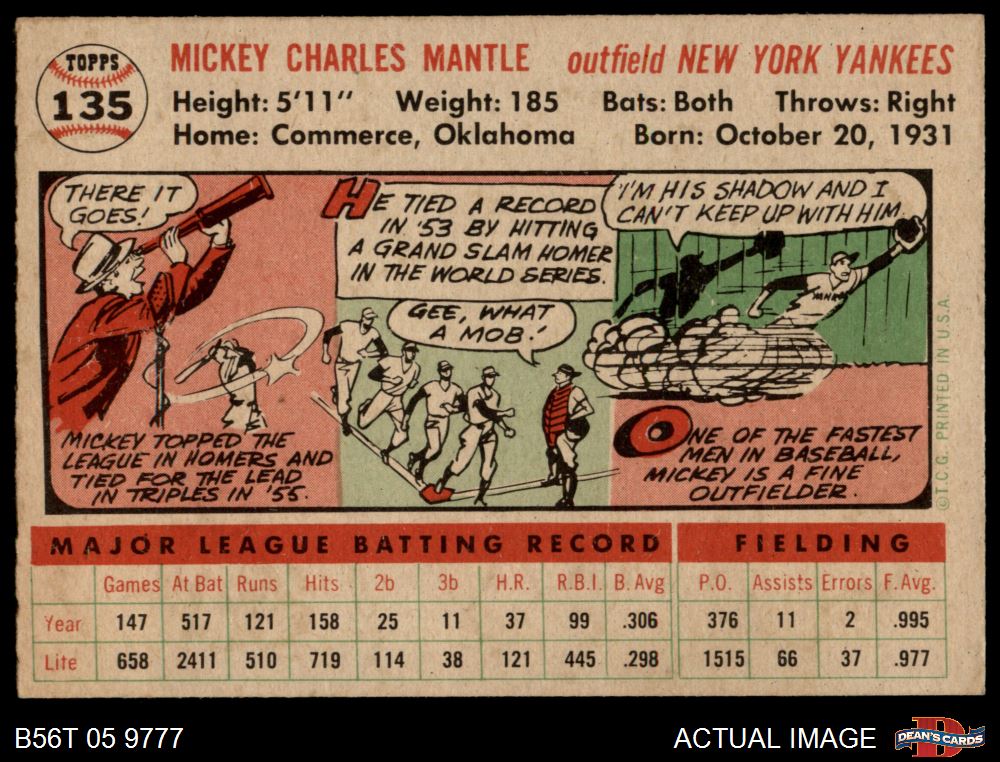 TOPPS
135
MICKEY CHARLES MANTLE outfield NEW YORK YANKEES
Height: 5'11" Weight: 185 Bats: Both Throws: Right
Home: Commerce, Oklahoma Born: October 20, 1931
THERE IT
GOES!
MICKEY TOPPED THE
LEAGUE IN HOMERS AND
TIED FOR THE LEAD
IN TRIPLES IN '55.
HE TIED A RECORD
IN '53 BY HITTING
A GRAND SLAM HOMER
IN THE WORLD SERIES.
GEE, WHAT
A MOB!
I'M HIS SHADOW AND I
CAN'T KEEP UP WITH HIM.
ONE OF THE FASTEST
MEN IN BASEBALL,
MICKEY IS A FINE
OUTFIELDER.
©T.C.G. PRINTED IN U.S.A.
MAJOR LEAGUE BATTING RECORD FIELDING
Games At Bat Runs Hits 2b 3b H.R. R.B.I. B. Avg P.O. Assists Errors F. Avg.
Year 147 517 121 158 25 11 37 99 .306 376 11 2 .995
Lite 658 2411 510 719 114 38 121 445 .298 1515 66 37 .977
B56T 05 9777 ACTUAL IMAGE
D
DEAN'S CARDS